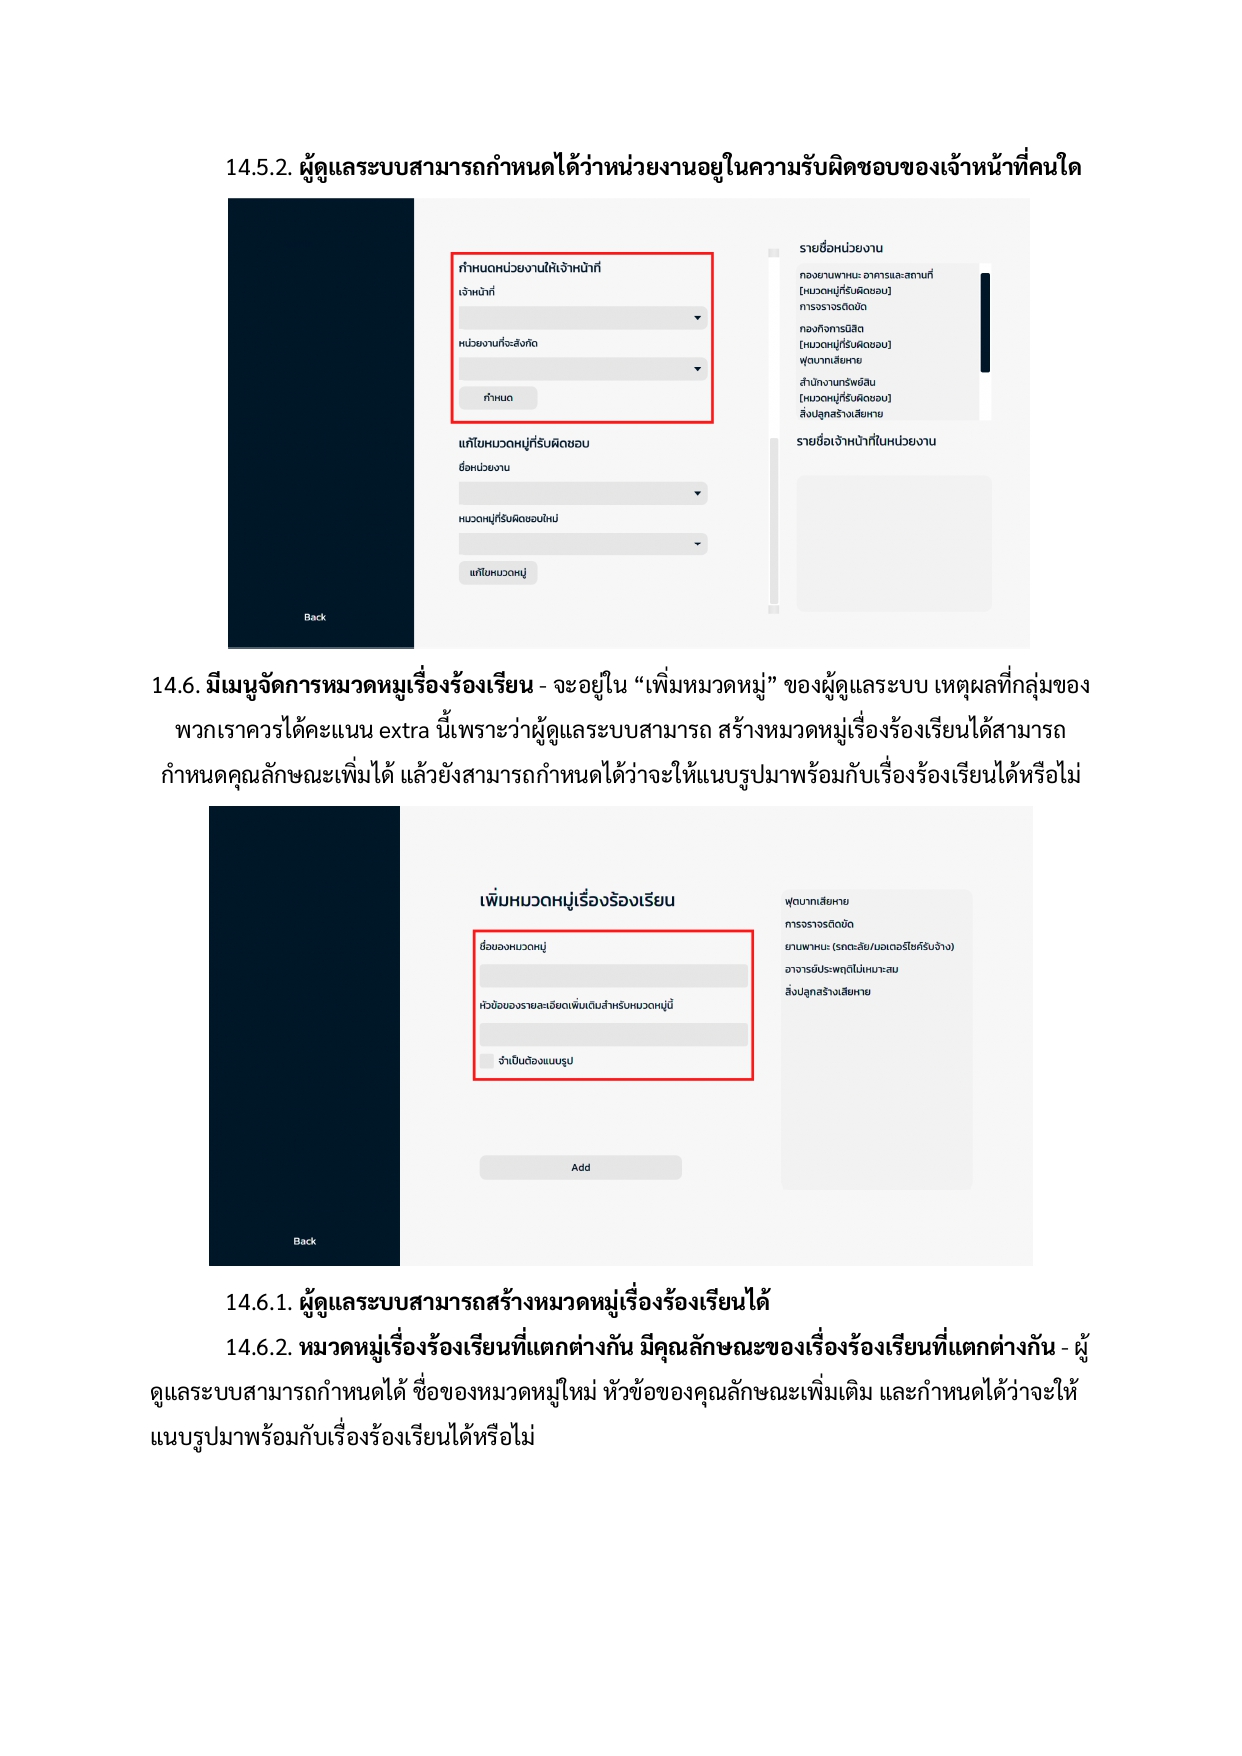 14.5.2. ผู้ดูแลระบบสามารถกำหนดได้ว่าหน่วยงานอยู่ในความรับผิดชอบของเจ้าหน้าที่คนใด
กำหนดหน่วยงานให้เจ้าหน้าที่
เจ้าหน้าที่
หน่วยงานที่จะสังกัด
กำหนด
แก้ไขหมวดหมู่ที่รับผิดชอบ
ชื่อหน่วยงาน
หมวดหมู่ที่รับผิดชอบใหม่
แก้ไขหมวดหมู่
Back
รายชื่อหน่วยงาน
กองยานพาหนะ อาคารและสถานที่
[หมวดหมู่ที่รับผิดชอบ]
การจราจรติดขัด
กองกิจการนิสิต
[หมวดหมู่ที่รับผิดชอบ]
ฟุตบาทเสียหาย
สำนักงานทรัพย์สิน
[หมวดหมู่ที่รับผิดชอบ]
สิ่งปลูกสร้างเสียหาย
รายชื่อเจ้าหน้าที่ในหน่วยงาน
14.6. มีเมนูจัดการหมวดหมูเรื่องร้องเรียน - จะอยู่ใน “เพิ่มหมวดหมู่” ของผู้ดูแลระบบ เหตุผลที่กลุ่มของ
พวกเราควรได้คะแนน extra นี้เพราะว่าผู้ดูแลระบบสามารถ สร้างหมวดหมู่เรื่องร้องเรียนได้สามารถ
กำหนดคุณลักษณะเพิ่มได้ แล้วยังสามารถกำหนดได้ว่าจะให้แนบรูปมาพร้อมกับเรื่องร้องเรียนได้หรือไม่
เพิ่มหมวดหมู่เรื่องร้องเรียน
ชื่อของหมวดหมู่
หัวข้อของรายละเอียดเพิ่มเติมสำหรับหมวดหมู่นี้
จำเป็นต้องแนบรูป
Add
Back
ฟุตบาทเสียหาย
การจราจรติดขัด
ยานพาหนะ (รถตะลัย/มอเตอร์ไซค์รับจ้าง)
อาจารย์ประพฤติไม่เหมาะสม
สิ่งปลูกสร้างเสียหาย
14.6.1. ผู้ดูแลระบบสามารถสร้างหมวดหมู่เรื่องร้องเรียนได้
14.6.2. หมวดหมู่เรื่องร้องเรียนที่แตกต่างกัน มีคุณลักษณะของเรื่องร้องเรียนที่แตกต่างกัน - ผู้
ดูแลระบบสามารถกำหนดได้ ชื่อของหมวดหมู่ใหม่ หัวข้อของคุณลักษณะเพิ่มเติม และกำหนดได้ว่าจะให้
แนบรูปมาพร้อมกับเรื่องร้องเรียนได้หรือไม่